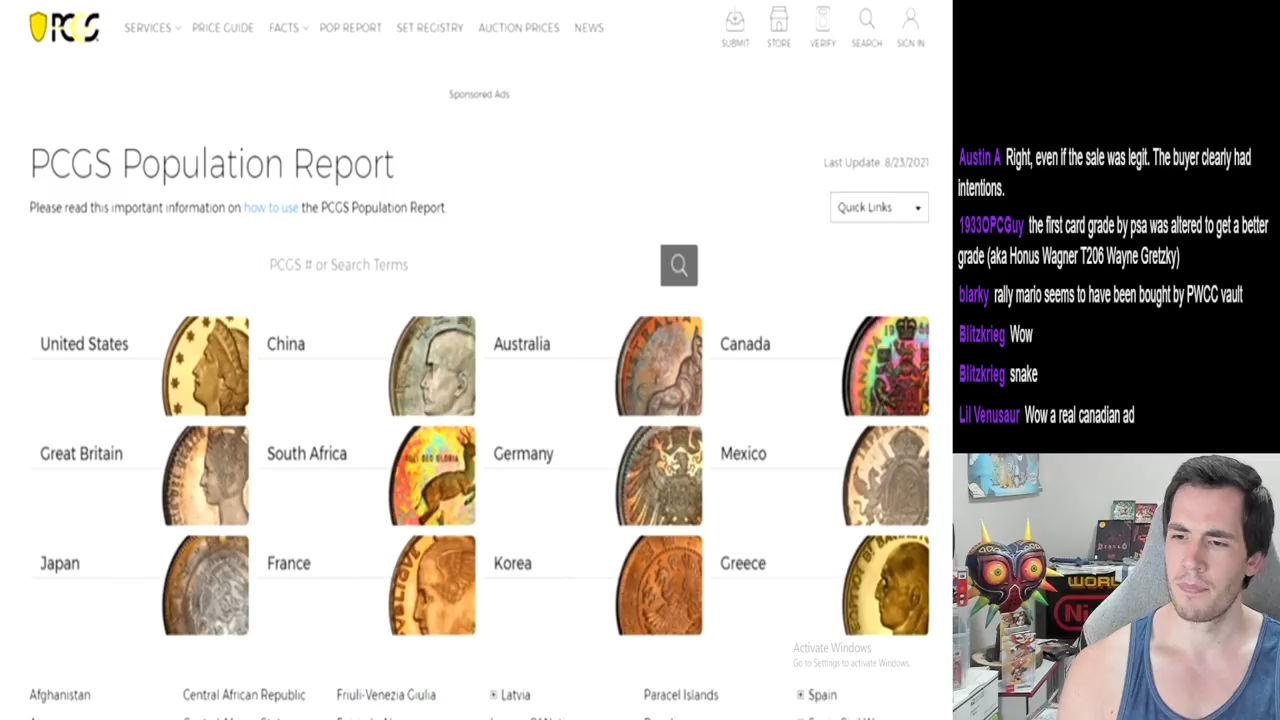 PCGS
SERVICES PRICE GUIDE FACTS POP REPORT SET REGISTRY AUCTION PRICES NEWS
SUBMIT STORE VERIFY SEARCH SIGN IN
Sponsored Ads
PCGS Population Report
Last Update 8/23/2021
Please read this important information on how to use the PCGS Population Report.
Quick Links
PCGS # or Search Terms
United States
China
Australia
Canada
Great Britain
South Africa
Germany
Mexico
Japan
France
Korea
Greece
Activate Windows
Go to Settings to activate Windows.
Afghanistan Central African Republic Friuli-Venezia Giulia Latvia Paracel Islands Spain
Austin A Right, even if the sale was legit. The buyer clearly had
intentions.
1933OPCGuy the first card grade by psa was altered to get a better
grade (aka Honus Wagner T206 Wayne Gretzky)
blarky rally mario seems to have been bought by PWCC vault
Blitzkrieg Wow
Blitzkrieg snake
Lil Venusaur Wow a real canadian ad
DIABLO
WORL
Ni